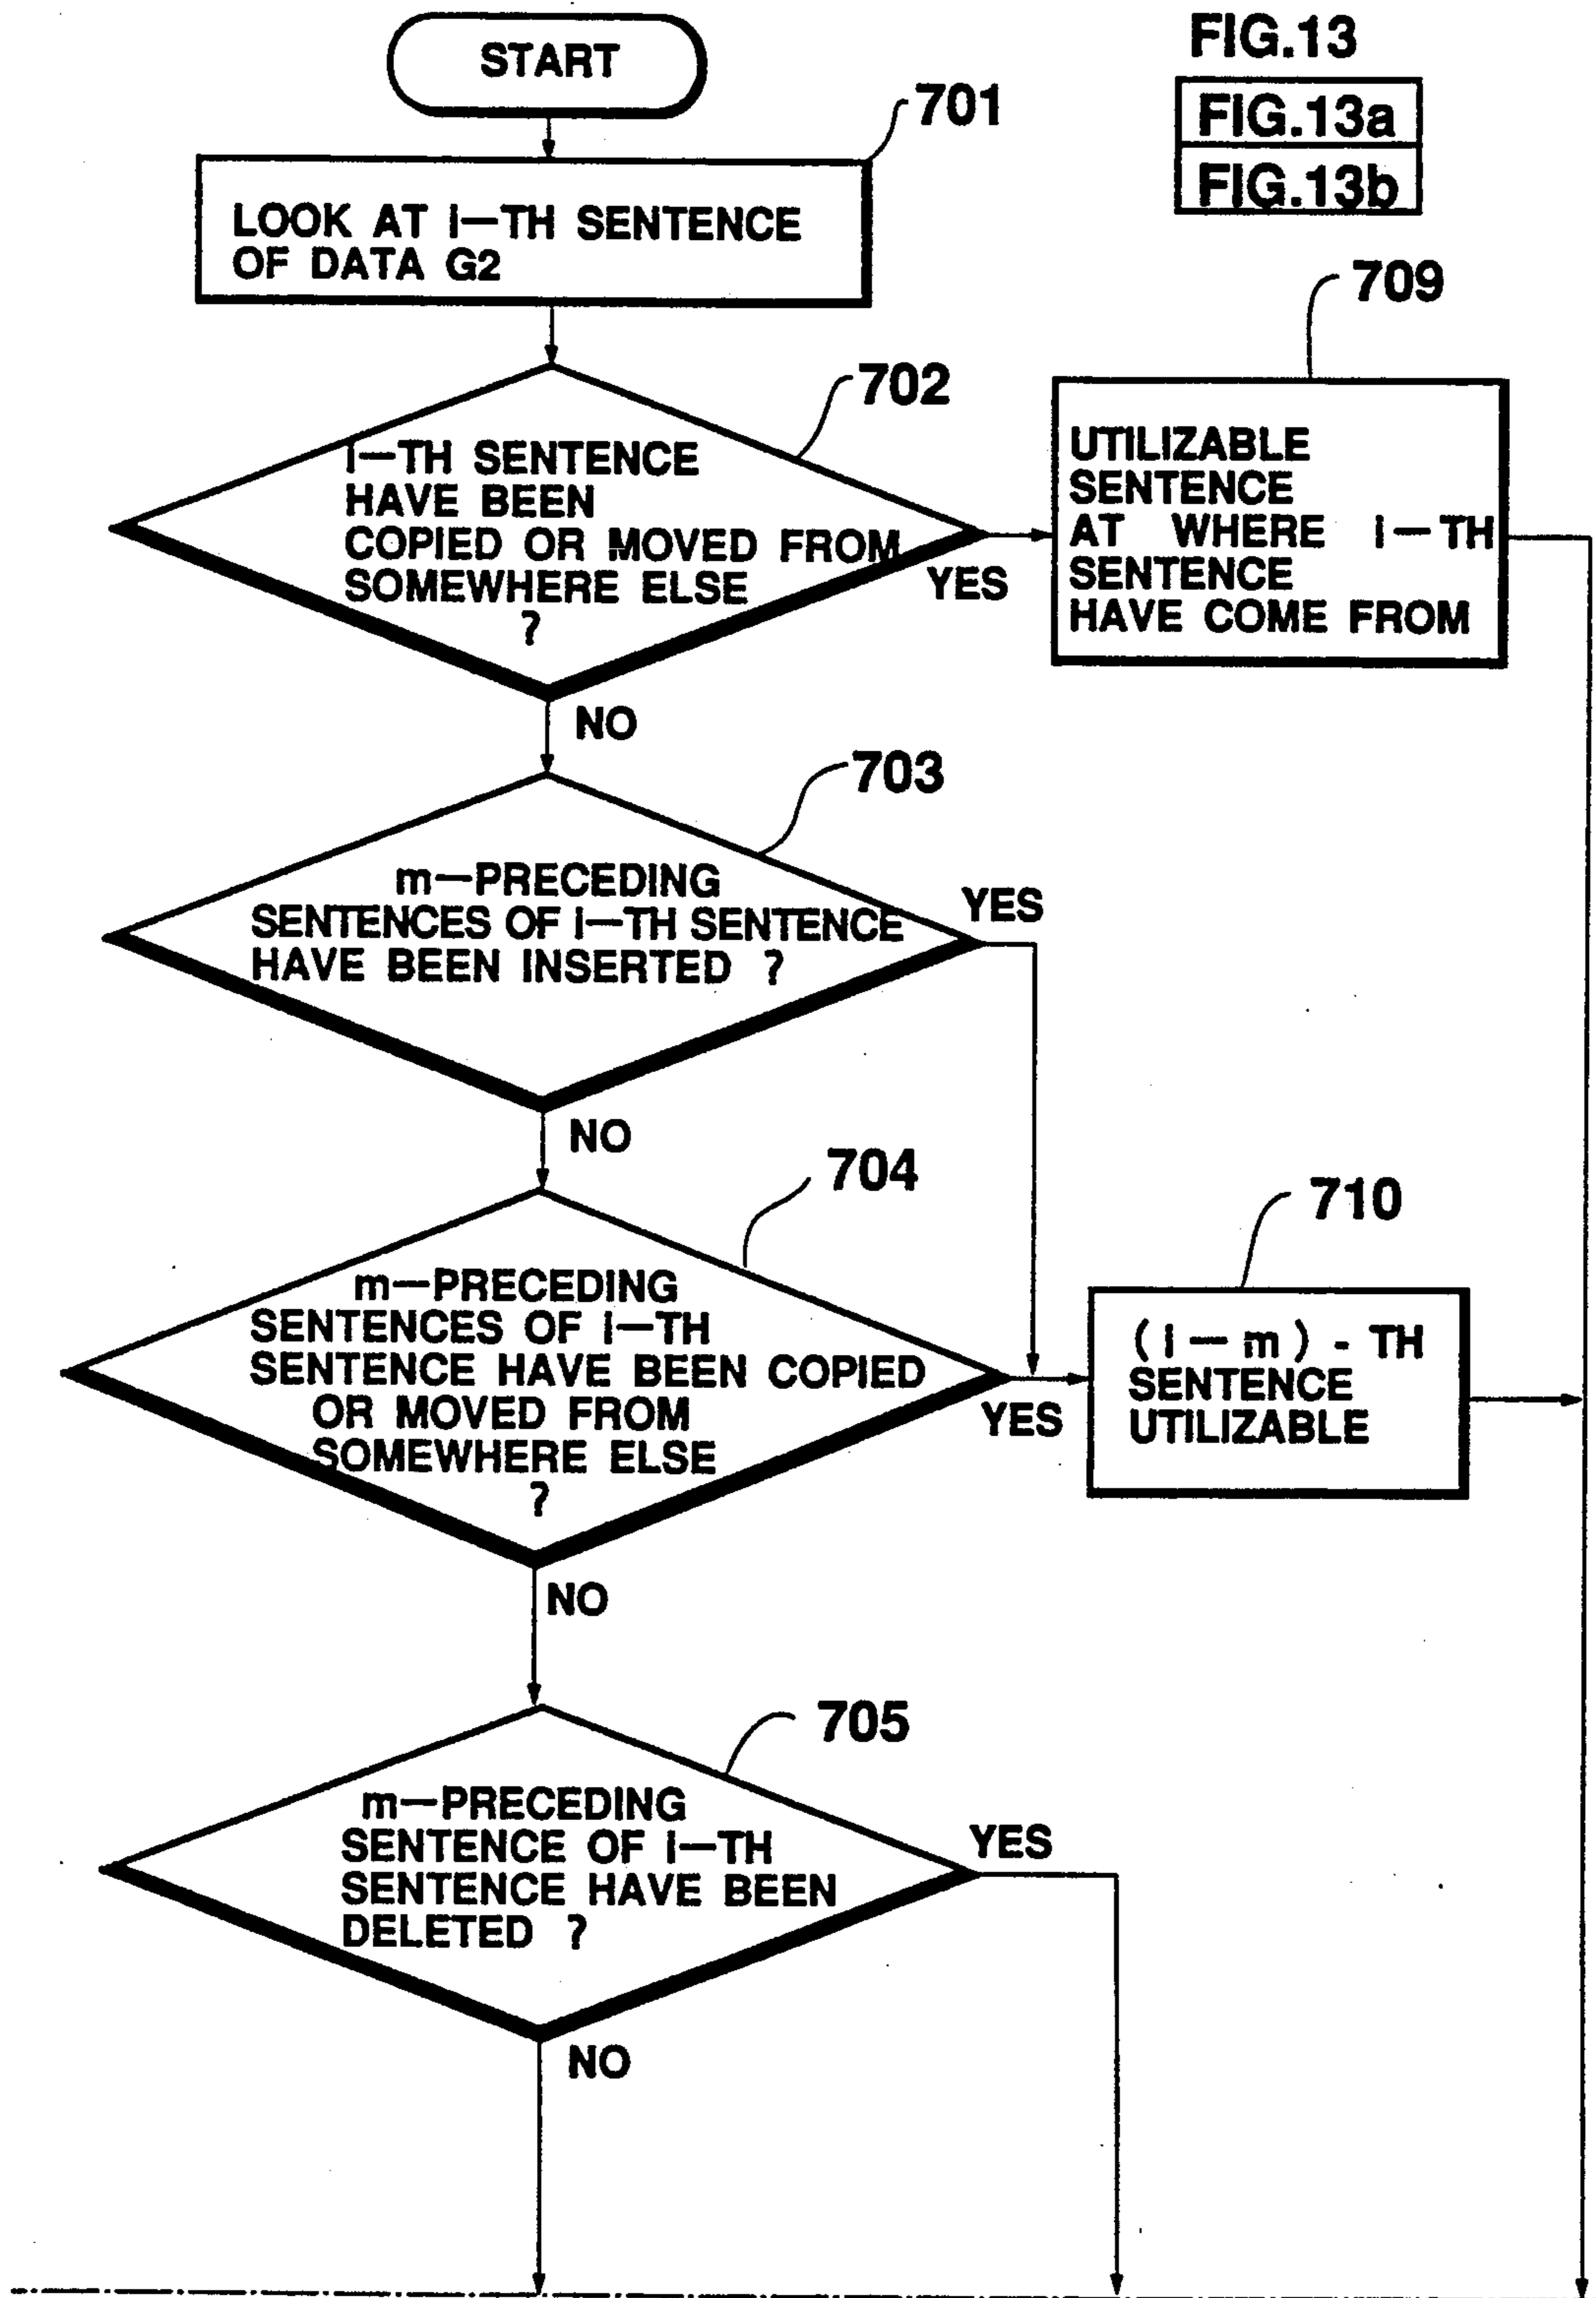 START
FIG.13
FIG.13a
FIG.13b
701
LOOK AT i—TH SENTENCE
OF DATA G2
702
i—TH SENTENCE
HAVE BEEN
COPIED OR MOVED FROM
SOMEWHERE ELSE
?
YES
NO
709
UTILIZABLE
SENTENCE
AT WHERE i—TH
SENTENCE
HAVE COME FROM
703
m—PRECEDING
SENTENCES OF i—TH SENTENCE
HAVE BEEN INSERTED ?
YES
NO
704
m—PRECEDING
SENTENCES OF i—TH
SENTENCE HAVE BEEN COPIED
OR MOVED FROM
SOMEWHERE ELSE
?
YES
NO
710
(i—m)-TH
SENTENCE
UTILIZABLE
705
m—PRECEDING
SENTENCE OF i—TH
SENTENCE HAVE BEEN
DELETED ?
YES
NO